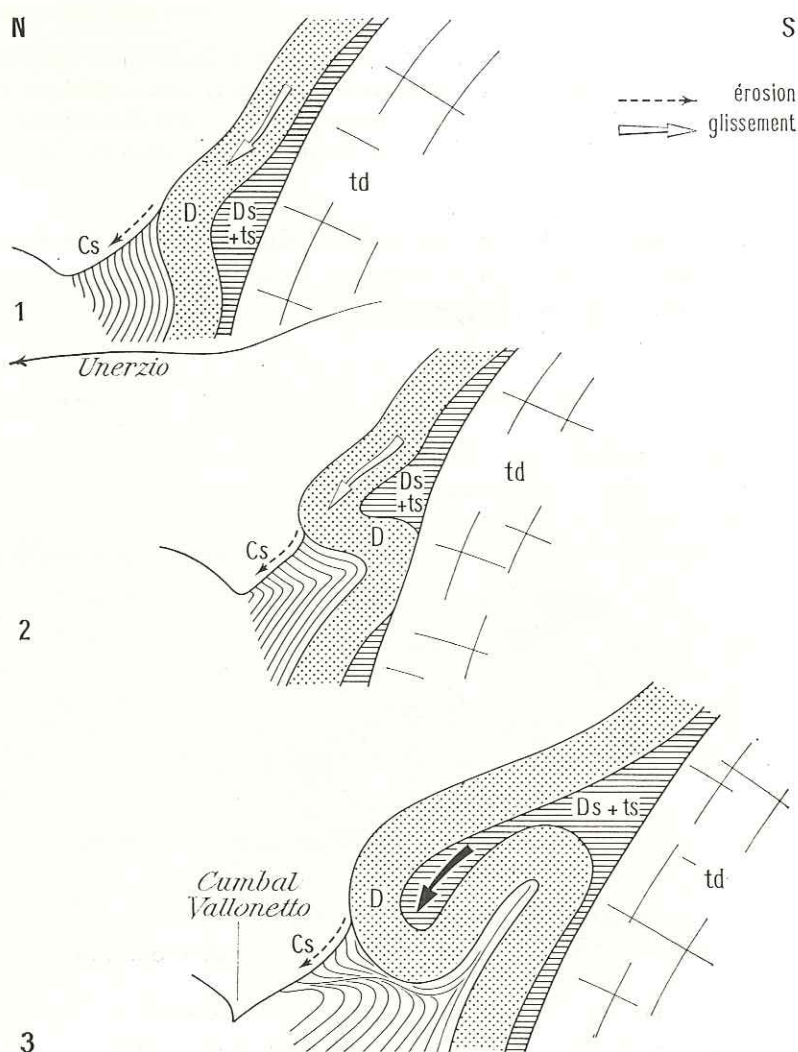 N
S
érosion
glissement
td
D
Ds
+ts
Cs
1
Unerzio
td
Ds
+ts
D
Cs
2
Ds + ts
td
D
Cumbal
Vallonetto
Cs
3